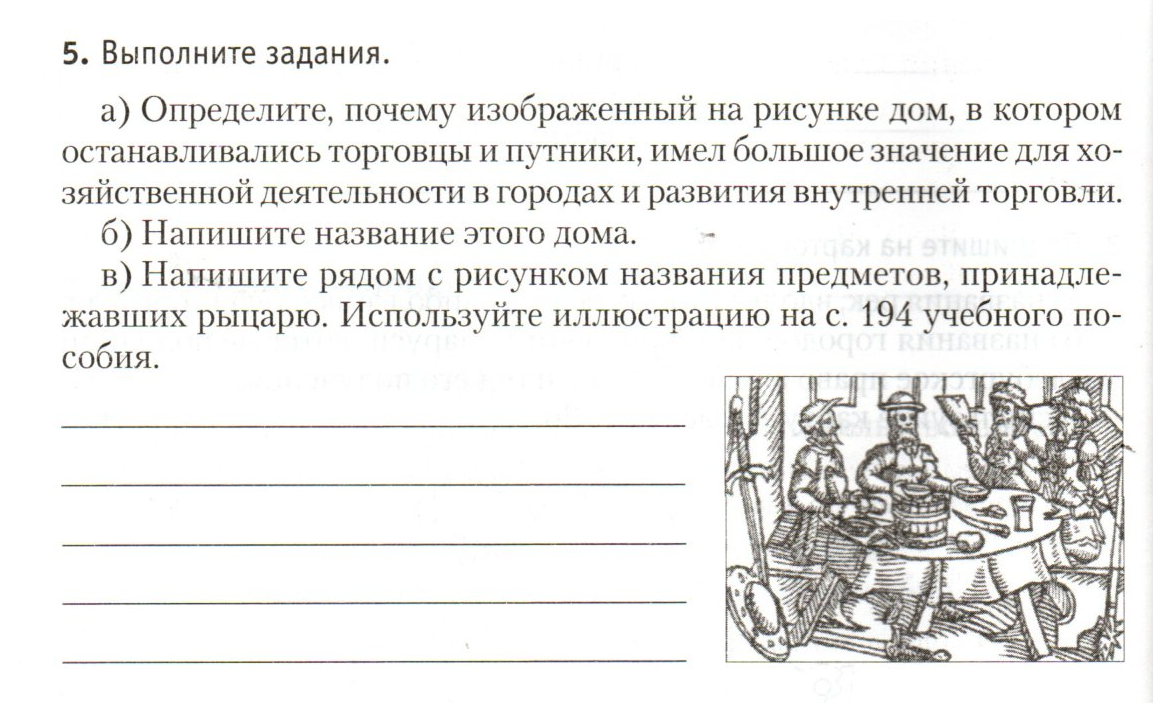 5. Выполните задания.
а) Определите, почему изображенный на рисунке дом, в котором
останавливались торговцы и путники, имел большое значение для хо-
зяйственной деятельности в городах и развития внутренней торговли.
б) Напишите название этого дома.
в) Напишите рядом с рисунком названия предметов, принадле-
жавших рыцарю. Используйте иллюстрацию на с. 194 учебного по-
собия.